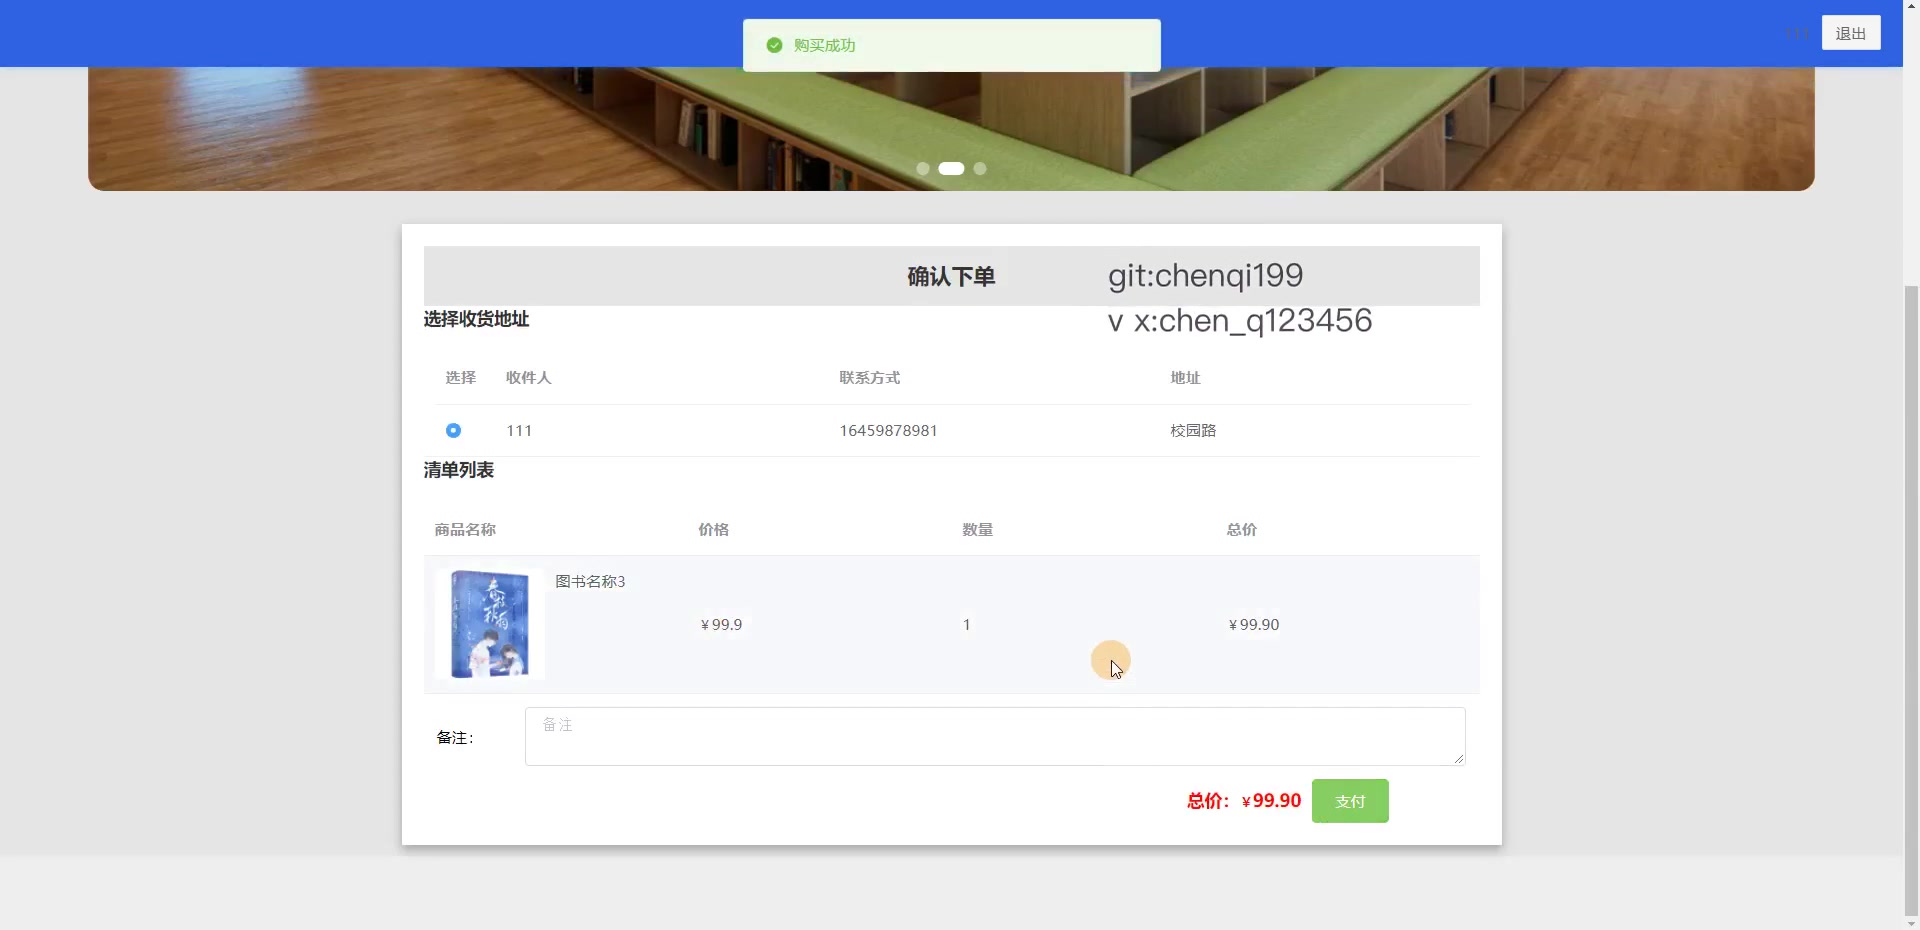 购买成功
111 退出
确认下单 git:chenqi199
选择收货地址 v x:chen_q123456
选择 收件人 联系方式 地址
111 16459878981 校园路
清单列表
商品名称 价格 数量 总价
图书名称3
¥99.9 1 ¥99.90
备注: 备注
总价: ¥99.90 支付